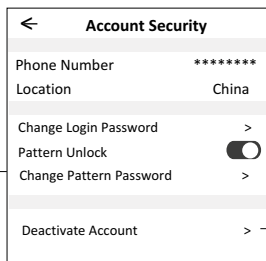 Account Security
Phone Number ********
Location China
Change Login Password >
Pattern Unlock
Change Pattern Password >
Deactivate Account >